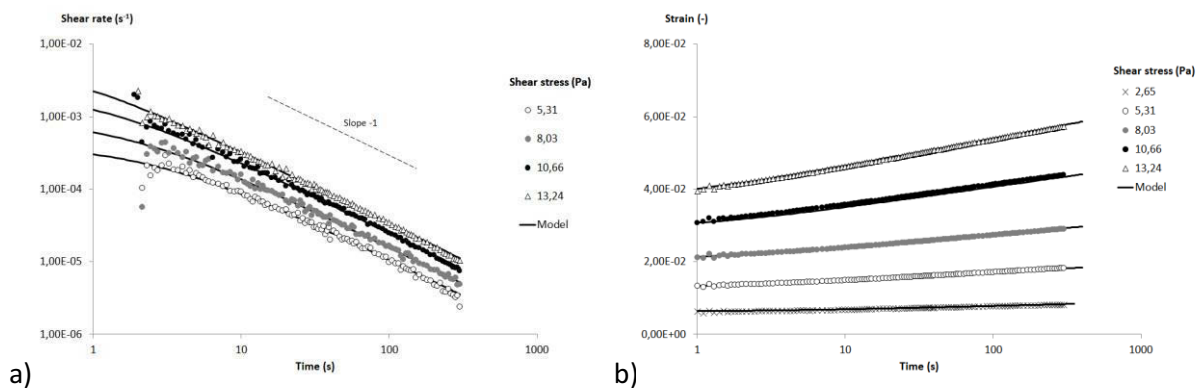 Shear rate (s⁻¹)
1,00E-02
1,00E-03
1,00E-04
1,00E-05
1,00E-06
1
10
100
1000
Time (s)
Slope -1
Shear stress (Pa)
5,31
8,03
10,66
13,24
Model
a)
Strain (-)
8,00E-02
6,00E-02
4,00E-02
2,00E-02
0,00E+00
1
10
100
1000
Time (s)
Shear stress (Pa)
2,65
5,31
8,03
10,66
13,24
Model
b)